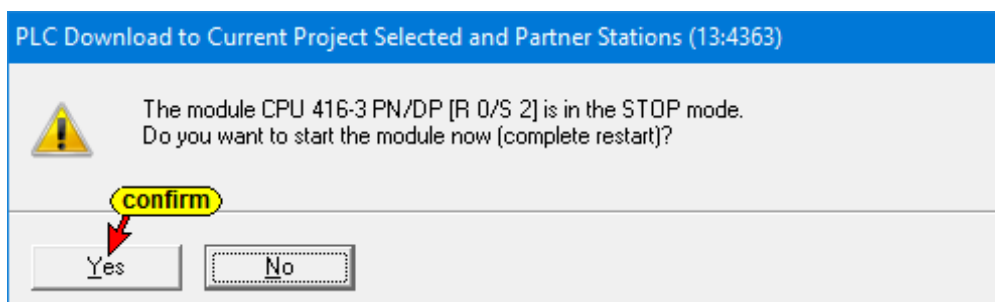 PLC Download to Current Project Selected and Partner Stations (13:4363)
The module CPU 416-3 PN/DP [R 0/S 2] is in the STOP mode.
Do you want to start the module now (complete restart)?
confirm
Yes
No